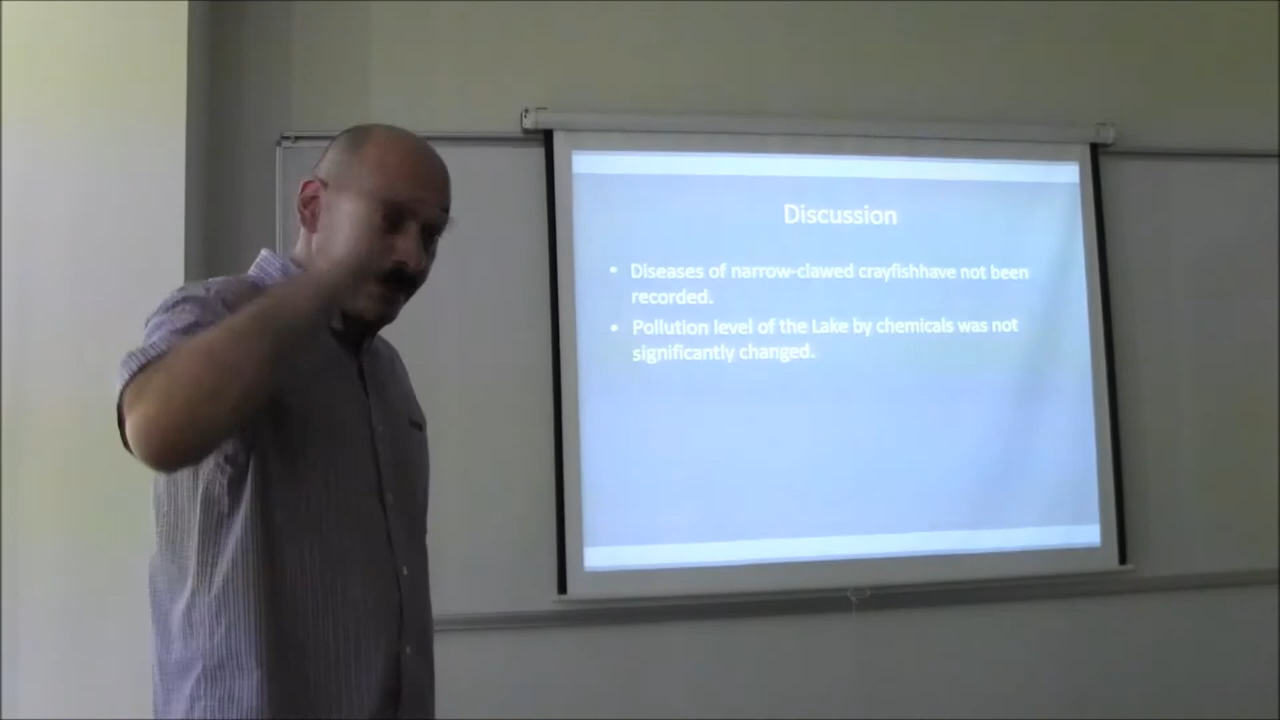 Discussion
• Diseases of narrow-clawed crayfishhave not been
recorded.
• Pollution level of the Lake by chemicals was not
significantly changed.